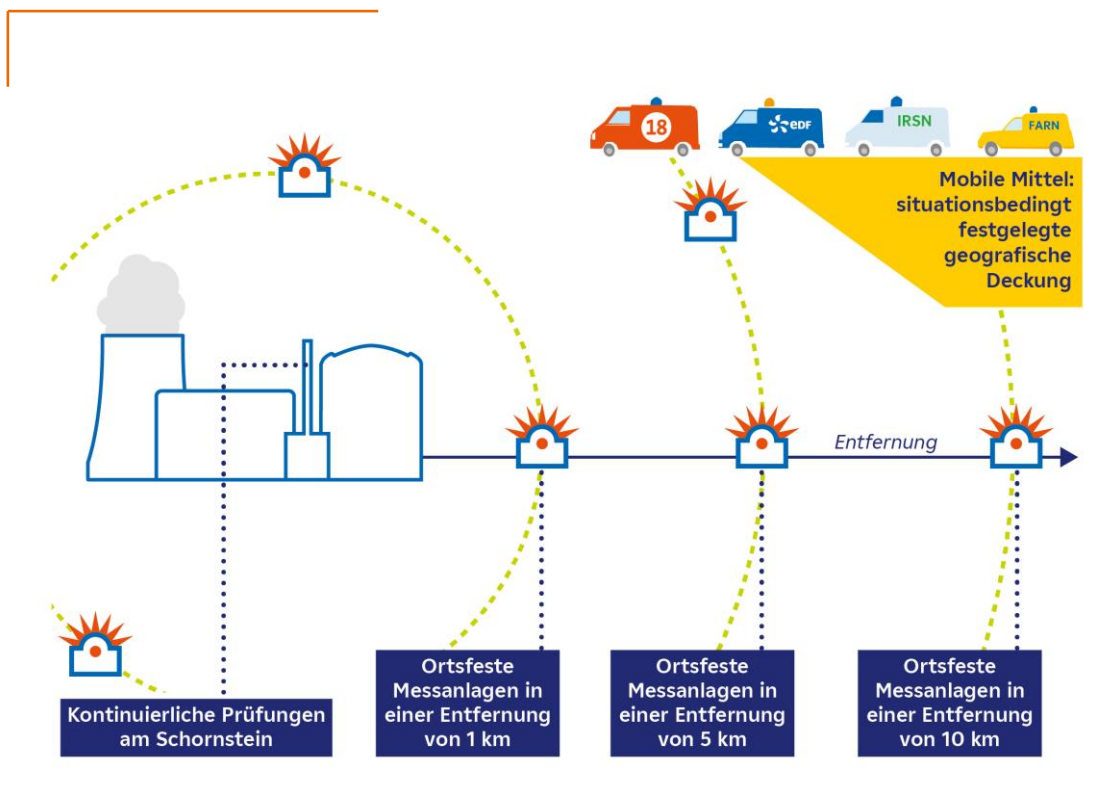 18
edf
IRSN
FARN
Mobile Mittel:
situationsbedingt
festgelegte
geografische
Deckung
Entfernung
Kontinuierliche Prüfungen
am Schornstein
Ortsfeste
Messanlagen in
einer Entfernung
von 1 km
Ortsfeste
Messanlagen in
einer Entfernung
von 5 km
Ortsfeste
Messanlagen in
einer Entfernung
von 10 km